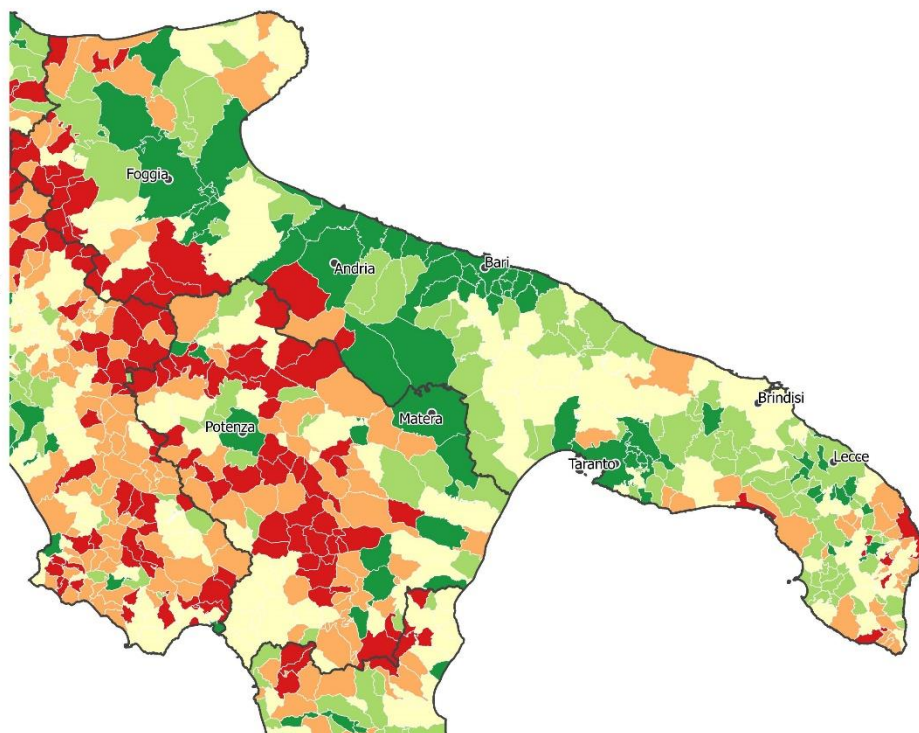 Foggia
Andria
Bari
Brindisi
Matera
Potenza
Taranto
Lecce